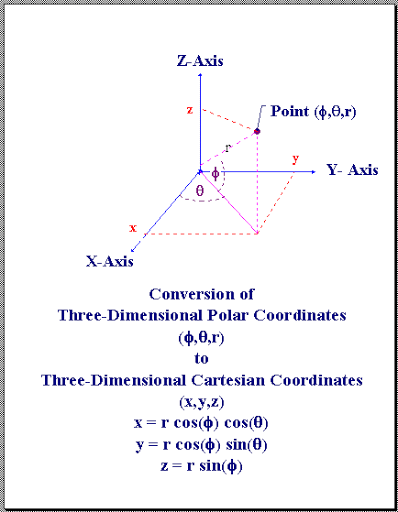 Z-Axis
z
Point (ϕ,θ,r)
r
y
ϕ
Y- Axis
θ
x
X-Axis
Conversion of
Three-Dimensional Polar Coordinates
(ϕ,θ,r)
to
Three-Dimensional Cartesian Coordinates
(x,y,z)
x = r cos(ϕ) cos(θ)
y = r cos(ϕ) sin(θ)
z = r sin(ϕ)